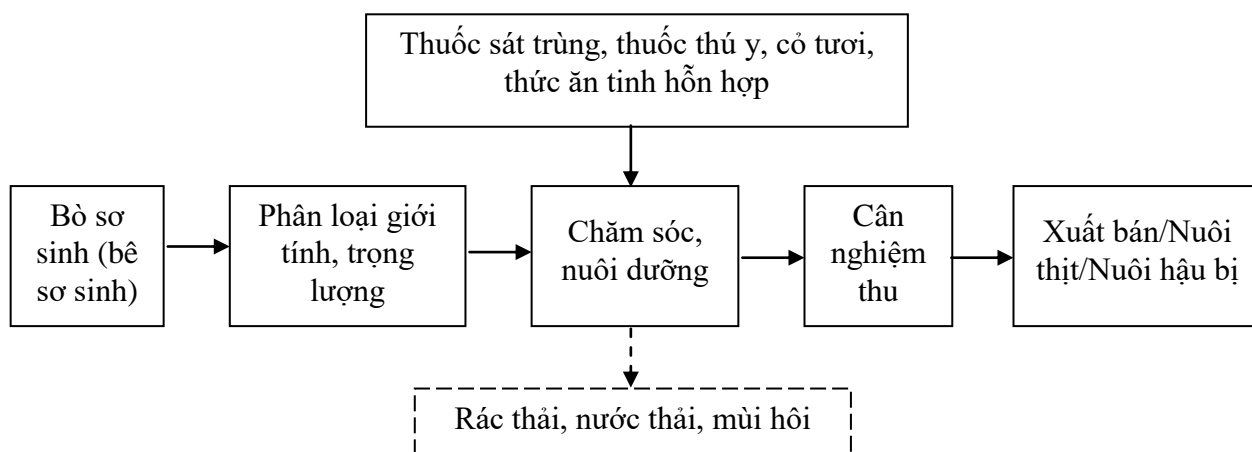 Thuốc sát trùng, thuốc thú y, cỏ tươi,
thức ăn tinh hỗn hợp
Bò sơ
sinh (bê
sơ sinh)
Phân loại giới
tính, trọng
lượng
Chăm sóc,
nuôi dưỡng
Cân
nghiệm
thu
Xuất bán/Nuôi
thịt/Nuôi hậu bị
Rác thải, nước thải, mùi hôi